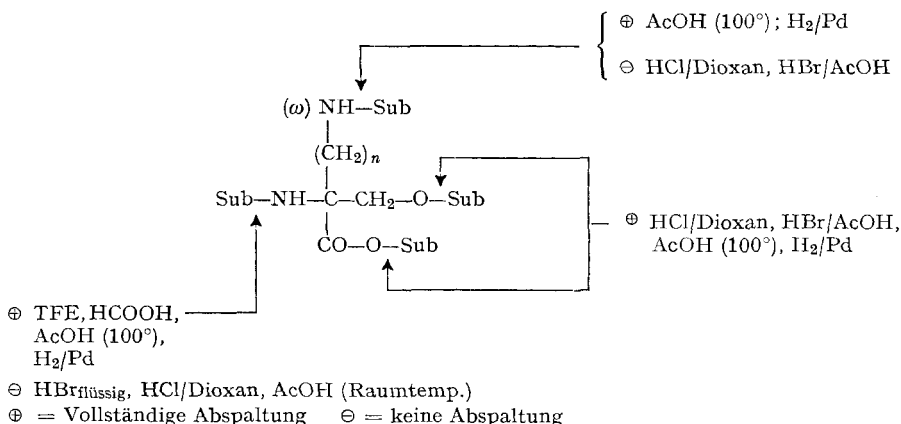 ⊕ AcOH (100°); H₂/Pd
⊖ HCl/Dioxan, HBr/AcOH
(ω) NH—Sub
(CH₂)ₙ
Sub—NH—C—CH₂—O—Sub
CO—O—Sub
⊕ HCl/Dioxan, HBr/AcOH,
AcOH (100°), H₂/Pd
⊕ TFE, HCOOH,
AcOH (100°),
H₂/Pd
⊖ HBrflüssig, HCl/Dioxan, AcOH (Raumtemp.)
⊕ = Vollständige Abspaltung ⊖ = keine Abspaltung